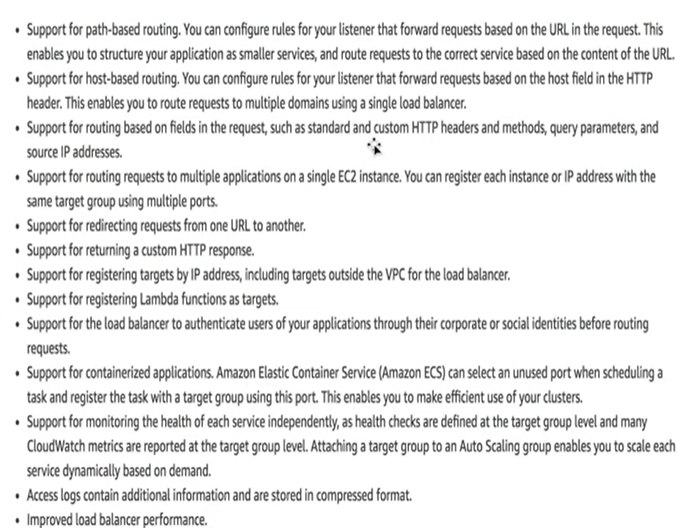 • Support for path-based routing. You can configure rules for your listener that forward requests based on the URL in the request. This
enables you to structure your application as smaller services, and route requests to the correct service based on the content of the URL.
• Support for host-based routing. You can configure rules for your listener that forward requests based on the host field in the HTTP
header. This enables you to route requests to multiple domains using a single load balancer.
• Support for routing based on fields in the request, such as standard and custom HTTP headers and methods, query parameters, and
source IP addresses.
• Support for routing requests to multiple applications on a single EC2 instance. You can register each instance or IP address with the
same target group using multiple ports.
• Support for redirecting requests from one URL to another.
• Support for returning a custom HTTP response.
• Support for registering targets by IP address, including targets outside the VPC for the load balancer.
• Support for registering Lambda functions as targets.
• Support for the load balancer to authenticate users of your applications through their corporate or social identities before routing
requests.
• Support for containerized applications. Amazon Elastic Container Service (Amazon ECS) can select an unused port when scheduling a
task and register the task with a target group using this port. This enables you to make efficient use of your clusters.
• Support for monitoring the health of each service independently, as health checks are defined at the target group level and many
CloudWatch metrics are reported at the target group level. Attaching a target group to an Auto Scaling group enables you to scale each
service dynamically based on demand.
• Access logs contain additional information and are stored in compressed format.
• Improved load balancer performance.